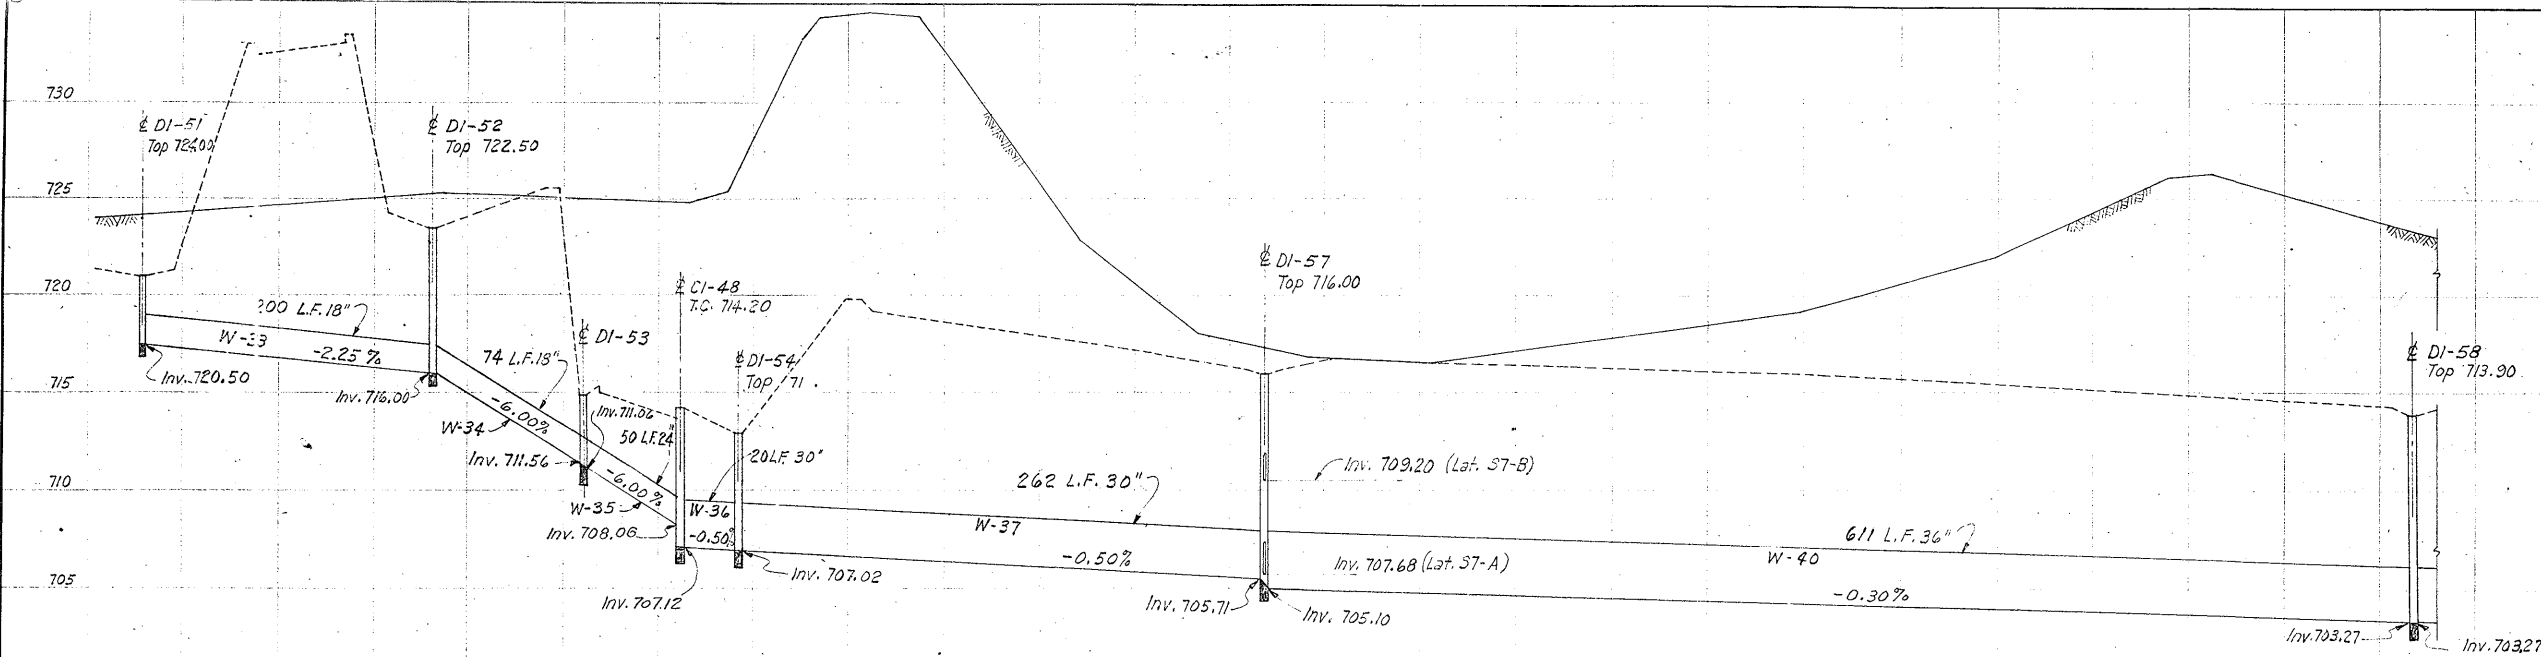 730
725
720
715
710
705
℄ DI-51
Top 724.00
℄ DI-52
Top 722.50
200 L.F. 18"
W-33
-2.25 %
Inv. 720.50
Inv. 716.00
74 L.F. 18"
-6.00%
W-34
Inv. 711.56
℄ DI-53
Inv. 711.06
50 L.F. 24"
-6.00%
W-35
Inv. 708.06
℄ CI-48
T.C. 714.20
℄ DI-54
Top 71
20 L.F. 30"
W-36
-0.50%
Inv. 707.12
Inv. 707.02
262 L.F. 30"
W-37
-0.50%
Inv. 705.71
℄ DI-57
Top 716.00
Inv. 709.20 (Lat. 57-B)
Inv. 707.68 (Lat. 57-A)
Inv. 705.10
611 L.F. 36"
W-40
-0.30%
℄ DI-58
Top 713.90
Inv. 703.27
Inv. 703.27